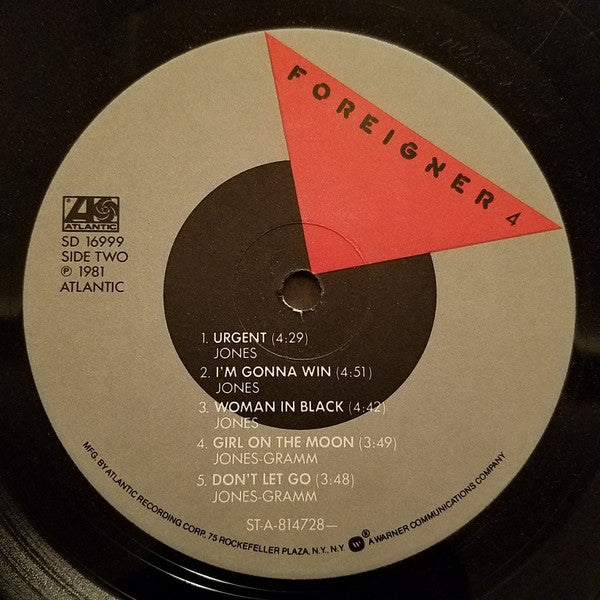 FOREIGNER 4
ATLANTIC
SD 16999
SIDE TWO
℗ 1981
ATLANTIC
1. URGENT (4:29)
JONES
2. I'M GONNA WIN (4:51)
JONES
3. WOMAN IN BLACK (4:42)
JONES
4. GIRL ON THE MOON (3:49)
JONES-GRAMM
5. DON'T LET GO (3:48)
JONES-GRAMM
ST-A-814728—
MFG. BY ATLANTIC RECORDING CORP. 75 ROCKEFELLER PLAZA, N.Y., N.Y. ® A WARNER COMMUNICATIONS COMPANY